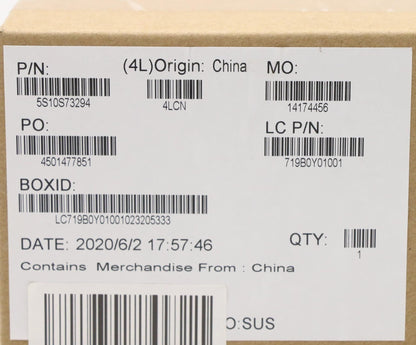 P/N: (4L)Origin: China MO:
5S10S73294 4LCN 14174456
PO: LC P/N:
4501477851 719B0Y01001
BOXID:
LC719B0Y01001023205333
DATE: 2020/6/2 17:57:46 QTY:
1
Contains Merchandise From : China
O:SUS